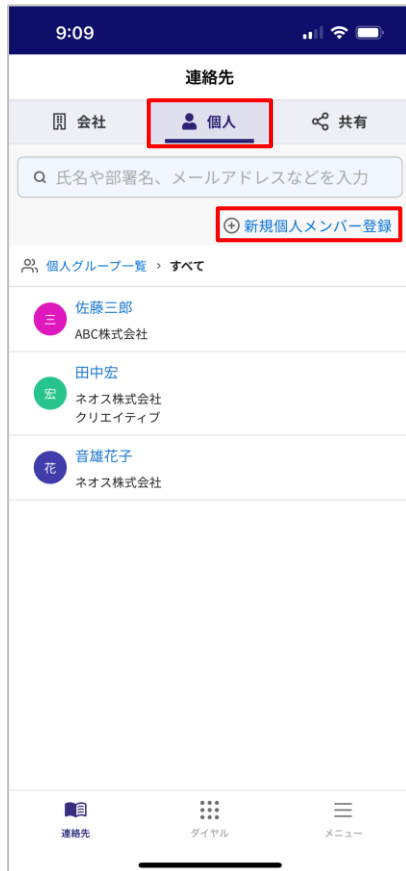 9:09
連絡先
会社 個人 共有
氏名や部署名、メールアドレスなどを入力
新規個人メンバー登録
個人グループ一覧 › すべて
三 佐藤三郎
ABC株式会社
宏 田中宏
ネオス株式会社
クリエイティブ
花 音雄花子
ネオス株式会社
連絡先 ダイヤル メニュー